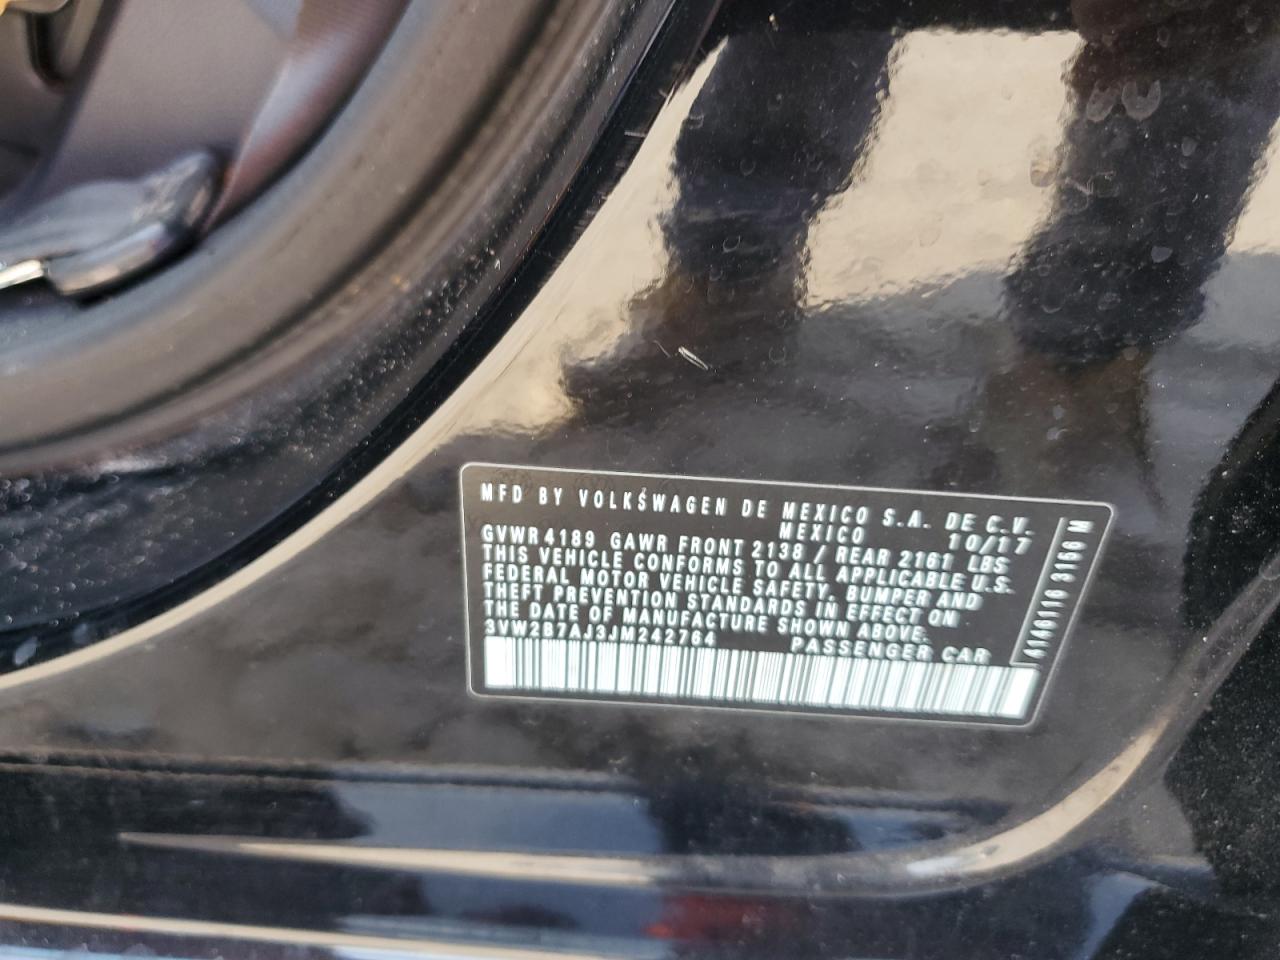 MFD BY VOLKSWAGEN DE MEXICO S.A. DE C.V.
MEXICO 10/17
GVWR 4189 GAWR FRONT 2138 / REAR 2161 LBS
THIS VEHICLE CONFORMS TO ALL APPLICABLE U.S.
FEDERAL MOTOR VEHICLE SAFETY, BUMPER AND
THEFT PREVENTION STANDARDS IN EFFECT ON
THE DATE OF MANUFACTURE SHOWN ABOVE.
3VW2B7AJ3JM242764 PASSENGER CAR
4146116 3156 M